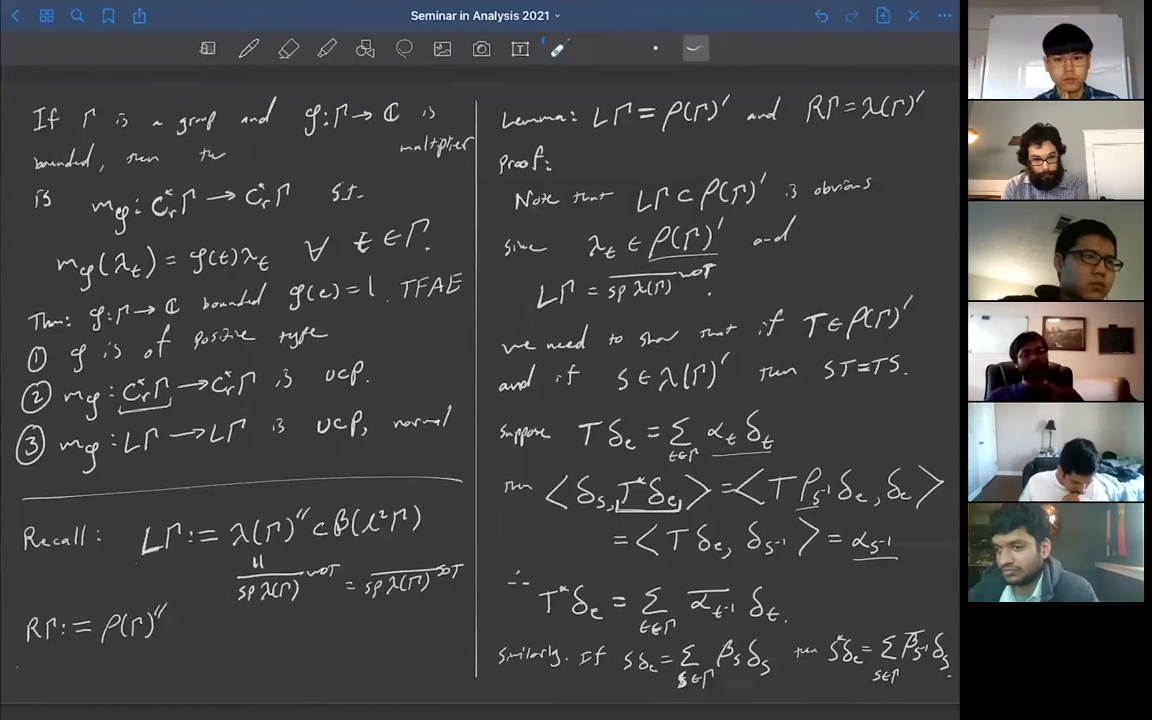 Seminar in Analysis 2021
If Γ is a group and φ: Γ → ℂ is
bounded, then the multiplier
is m_φ: C*_r Γ → C*_r Γ s.t.
m_φ(λ_t) = φ(t)λ_t ∀ t ∈ Γ.
Thm: φ: Γ → ℂ bounded φ(e) = 1. TFAE
① φ is of positive type
② m_φ: C*_r Γ → C*_r Γ is ucp.
③ m_φ: LΓ → LΓ is ucp, normal
Recall: LΓ := λ(Γ)'' ⊂ B(ℓ²Γ)
"
\overline{sp λ(Γ)}^{WOT} = \overline{sp λ(Γ)}^{SOT}
RΓ := ρ(Γ)''
Lemma: LΓ = ρ(Γ)' and RΓ = λ(Γ)'
Proof:
Note that LΓ ⊂ ρ(Γ)' is obvious
since λ_t ∈ ρ(Γ)' and
LΓ = \overline{sp λ(Γ)}^{WOT}.
we need to show that if T ∈ ρ(Γ)'
and if S ∈ λ(Γ)' then ST = TS.
Suppose Tδ_e = Σ_{t∈Γ} α_t δ_t
then ⟨δ_s, T*δ_e⟩ = ⟨T ρ_{s^{-1}} δ_e, δ_e⟩
= ⟨Tδ_e, δ_{s^{-1}}⟩ = α_{s^{-1}}
∴ T*δ_e = Σ_{t∈Γ} \overline{α_{t^{-1}}} δ_t.
Similarly. If Sδ_e = Σ_{s∈Γ} β_s δ_s then S*δ_e = Σ_{s∈Γ} \overline{β}_{s^{-1}} δ_s.